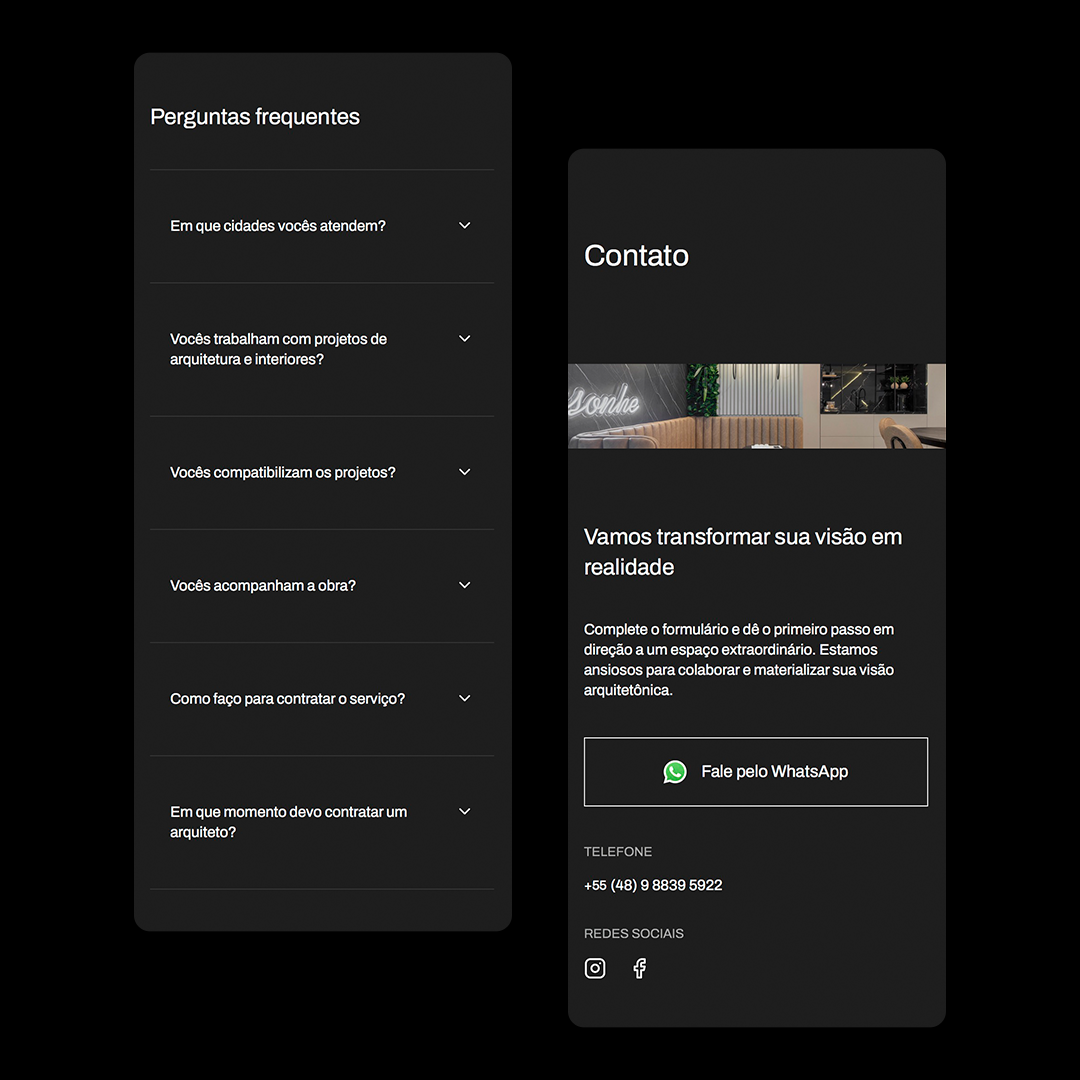 Perguntas frequentes
Em que cidades vocês atendem?
Vocês trabalham com projetos de
arquitetura e interiores?
Vocês compatibilizam os projetos?
Vocês acompanham a obra?
Como faço para contratar o serviço?
Em que momento devo contratar um
arquiteto?
Contato
sonhe
Vamos transformar sua visão em
realidade
Complete o formulário e dê o primeiro passo em
direção a um espaço extraordinário. Estamos
ansiosos para colaborar e materializar sua visão
arquitetônica.
Fale pelo WhatsApp
TELEFONE
+55 (48) 9 8839 5922
REDES SOCIAIS